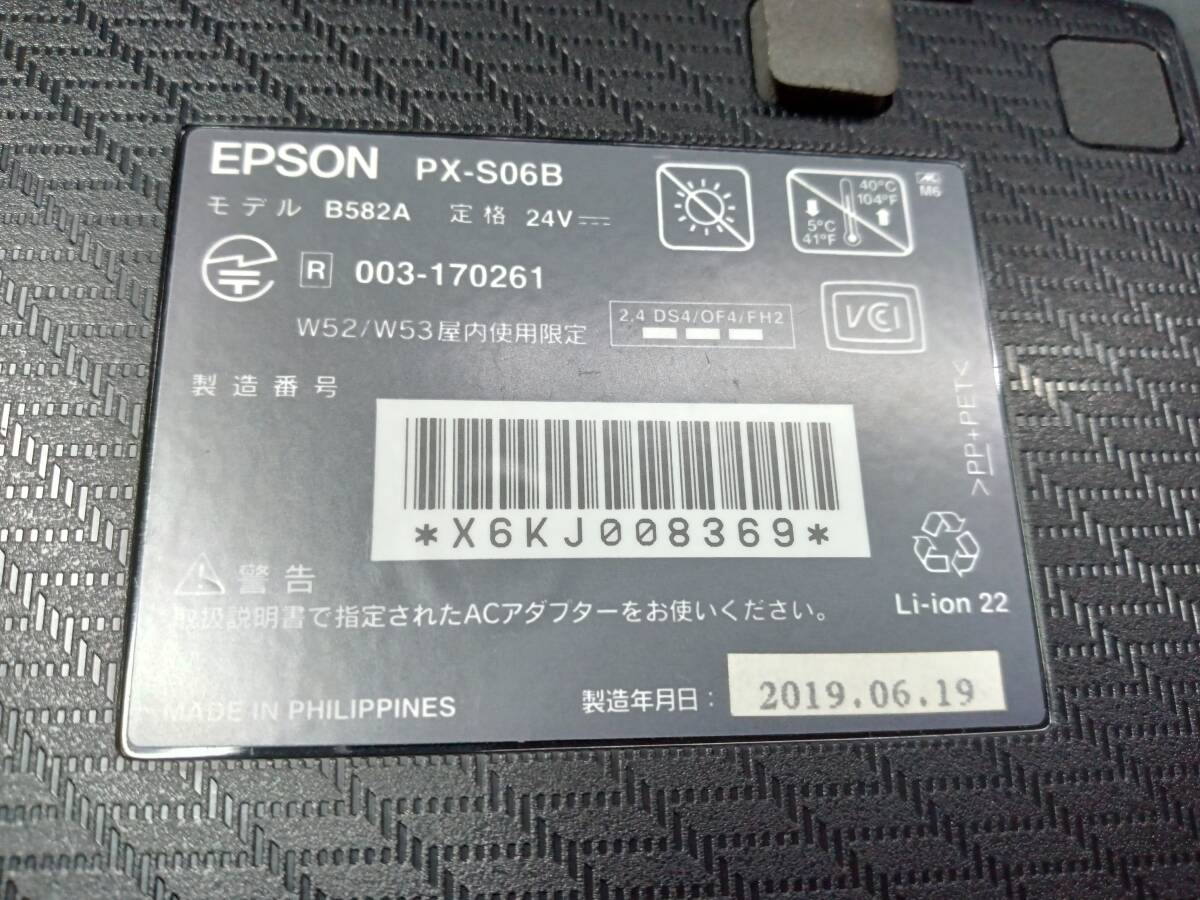 EPSON PX-S06B
モデル B582A 定格 24V
40°C
104°F
5°C
41°F
M6
R 003-170261
W52/W53屋内使用限定
2.4 DS4/OF4/FH2
VCCI
製造番号
*X6KJ008369*
>PP+PET<
警告
取扱説明書で指定されたACアダプターをお使いください。
Li-ion 22
MADE IN PHILIPPINES
製造年月日: 2019.06.19